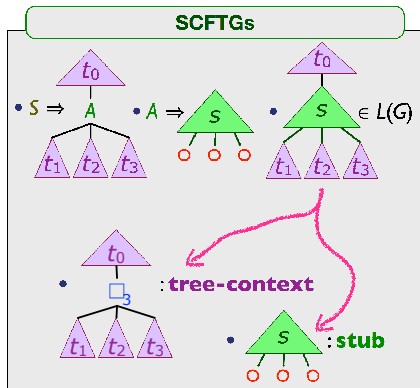 SCFTGs
t₀ t₀
• S ⇒ A • A ⇒ s • s ∈ L(G)
t₁ t₂ t₃ t₁ t₂ t₃
t₀
• □₃ : tree-context
t₁ t₂ t₃ • s : stub